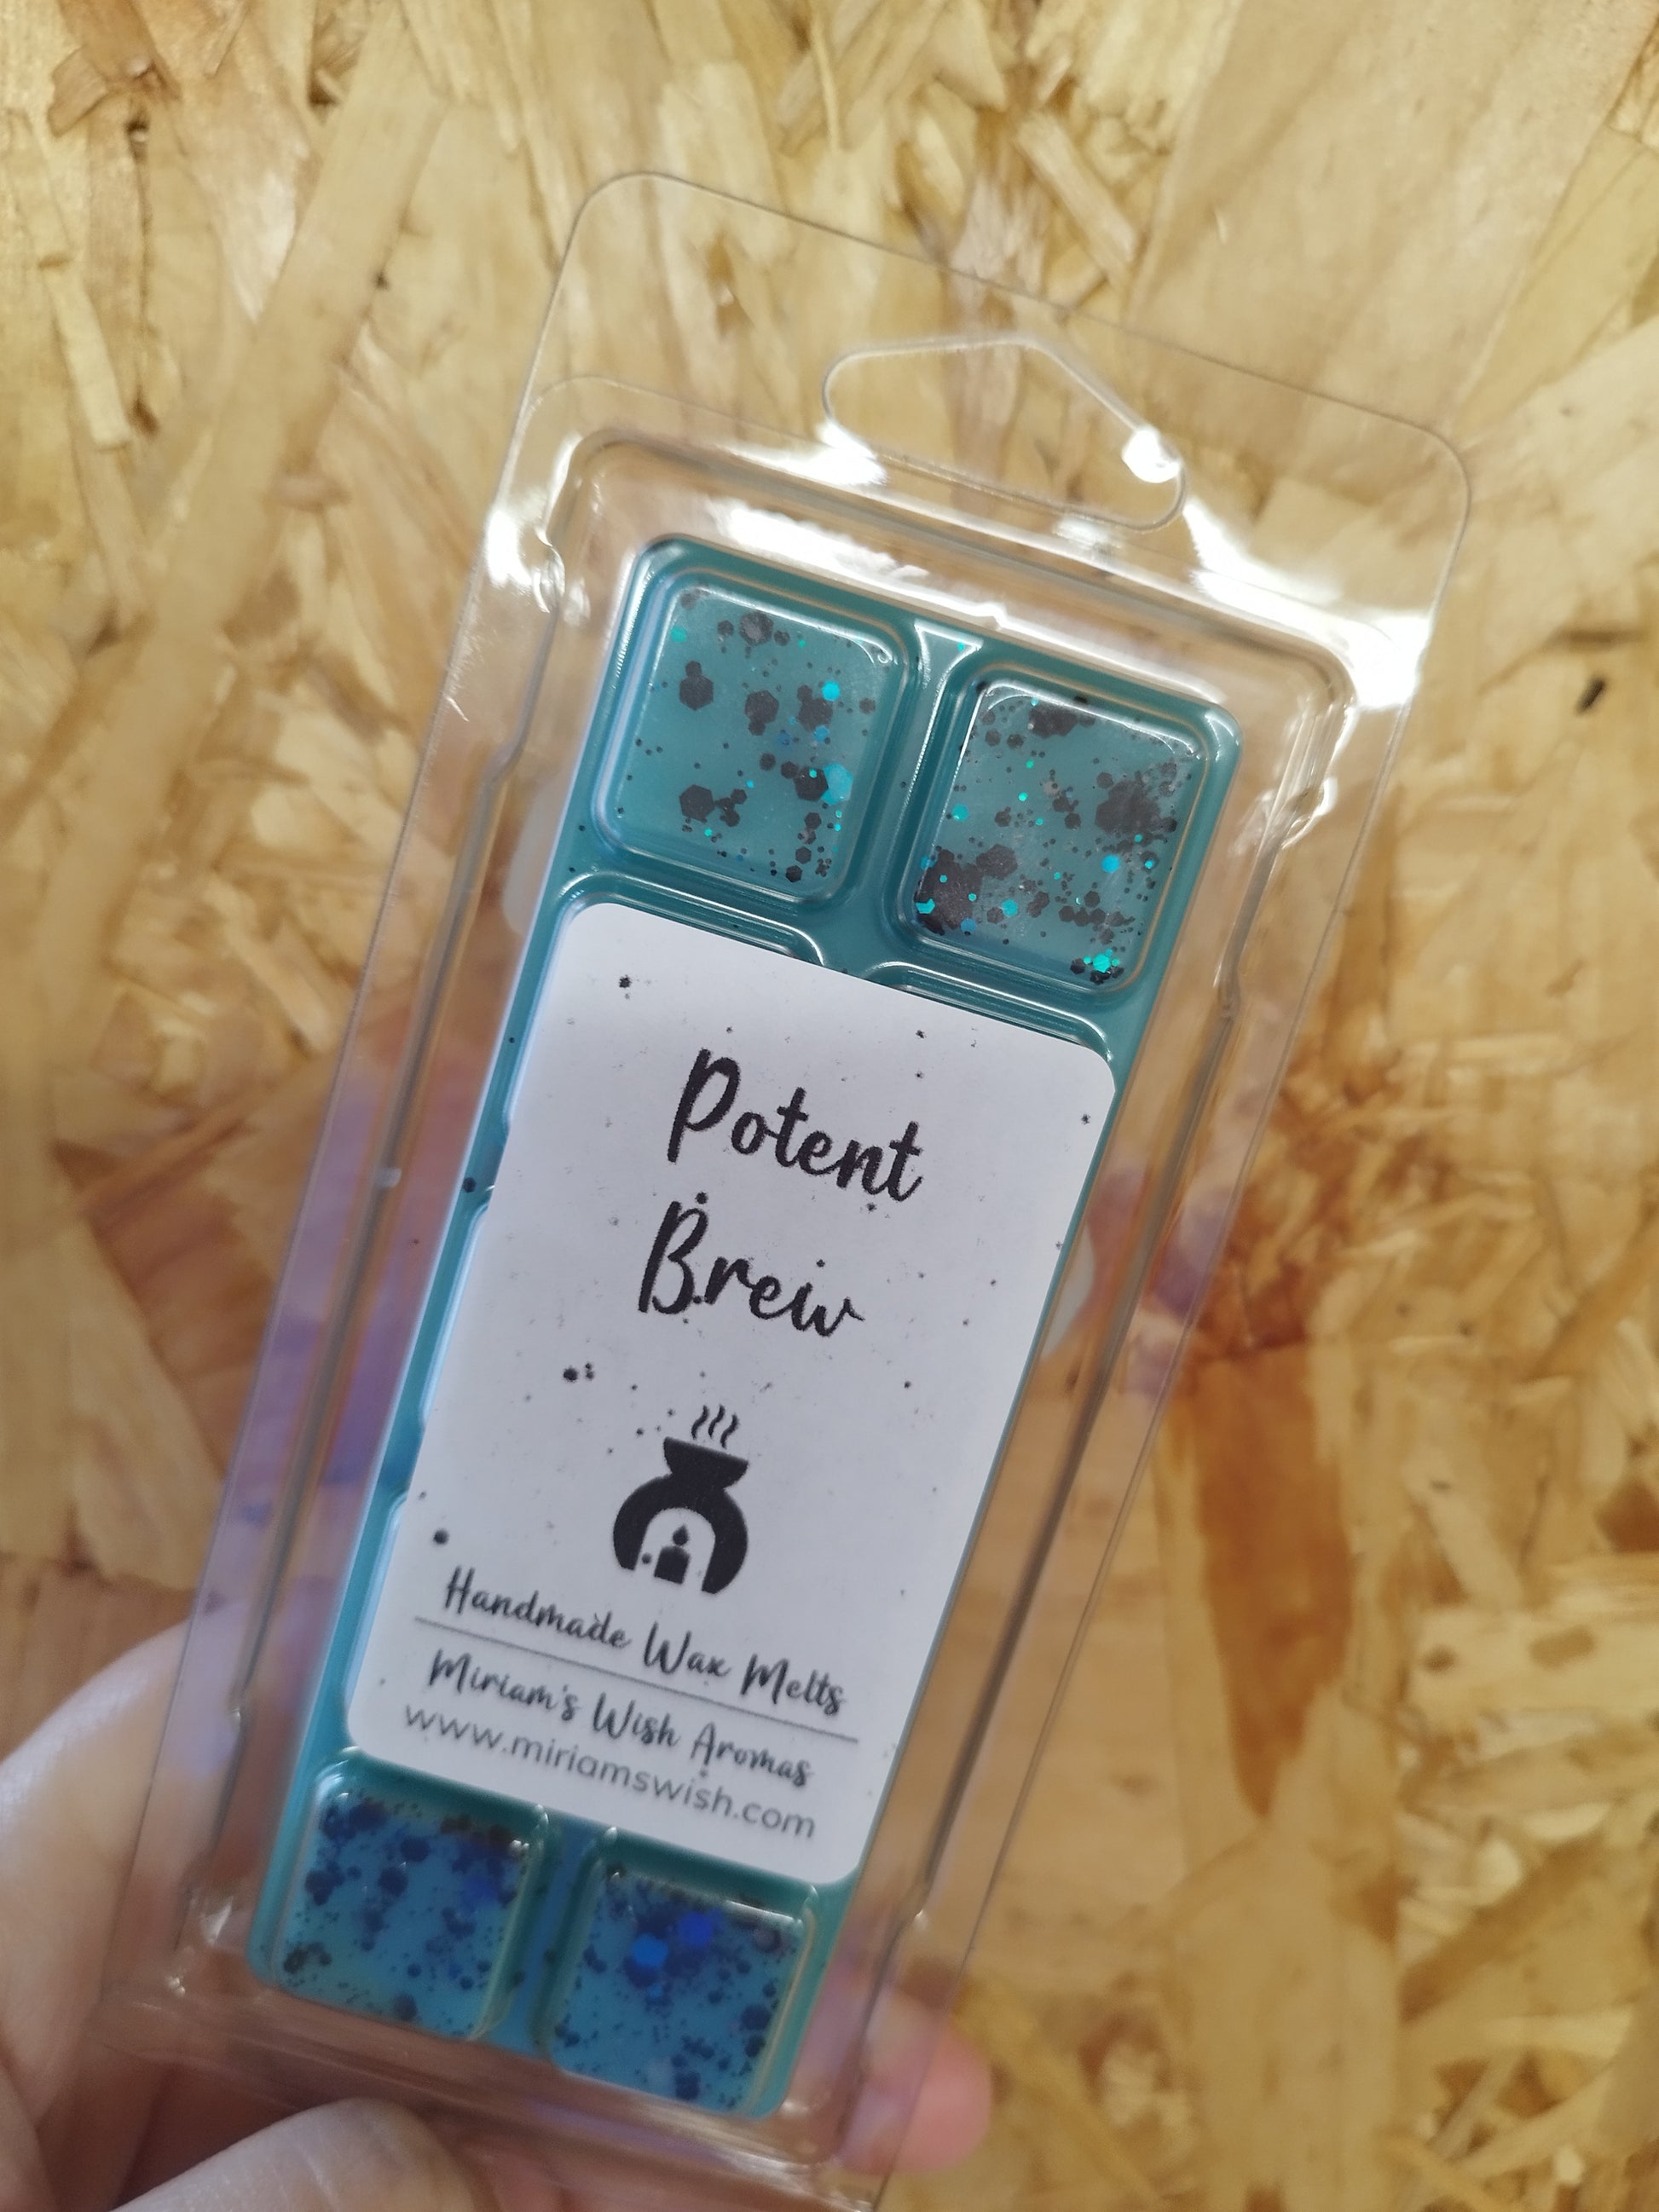 Potent
Brew
Handmade Wax Melts
Miriam's Wish Aromas
www.miriamswish.com